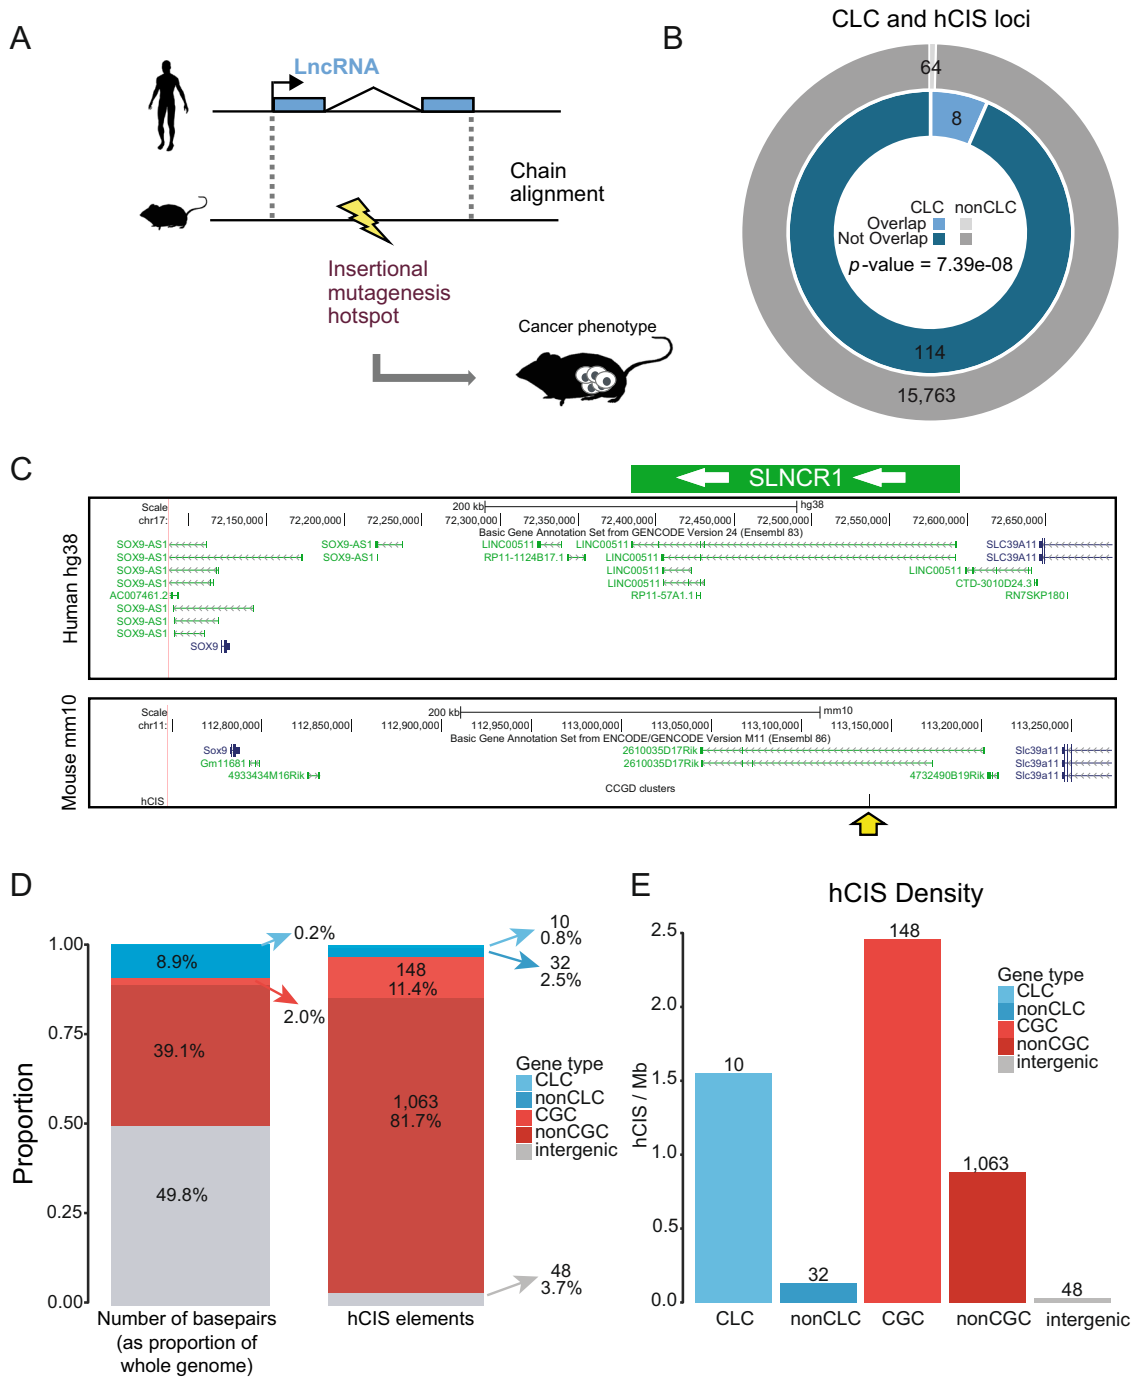 A
LncRNA
Chain
alignment
Insertional
mutagenesis
hotspot
Cancer phenotype
B
CLC and hCIS loci
64
8
CLC nonCLC
Overlap
Not Overlap
p-value = 7.39e-08
114
15,763
C
SLNCR1
Human hg38
Scale 200 kb hg38
chr17: 72,150,000 72,200,000 72,250,000 72,300,000 72,350,000 72,400,000 72,450,000 72,500,000 72,550,000 72,600,000 72,650,000
Basic Gene Annotation Set from GENCODE Version 24 (Ensembl 83)
SOX9-AS1 SOX9-AS1 LINC00511 LINC00511 SLC39A11
SOX9-AS1 SOX9-AS1 RP11-1124B17.1 LINC00511 SLC39A11
SOX9-AS1 LINC00511 LINC00511
SOX9-AS1 LINC00511 CTD-3010D24.3
AC007461.2 RP11-57A1.1 RN7SKP180
SOX9-AS1
SOX9-AS1
SOX9-AS1
SOX9
Mouse mm10
Scale 200 kb mm10
chr11: 112,800,000 112,850,000 112,900,000 112,950,000 113,000,000 113,050,000 113,100,000 113,150,000 113,200,000 113,250,000
Basic Gene Annotation Set from ENCODE/GENCODE Version M11 (Ensembl 86)
Sox9 2610035D17Rik Slc39a11
Gm11681 2610035D17Rik Slc39a11
4933434M16Rik 4732490B19Rik Slc39a11
CCGD clusters
hCIS
D
Proportion
1.00
0.75
0.50
0.25
0.00
0.2%
8.9%
2.0%
39.1%
49.8%
10
0.8%
32
2.5%
148
11.4%
1,063
81.7%
48
3.7%
Number of basepairs
(as proportion of
whole genome)
hCIS elements
Gene type
CLC
nonCLC
CGC
nonCGC
intergenic
E
hCIS Density
hCIS / Mb
2.5
2.0
1.5
1.0
0.5
0.0
10
32
148
1,063
48
CLC nonCLC CGC nonCGC intergenic
Gene type
CLC
nonCLC
CGC
nonCGC
intergenic